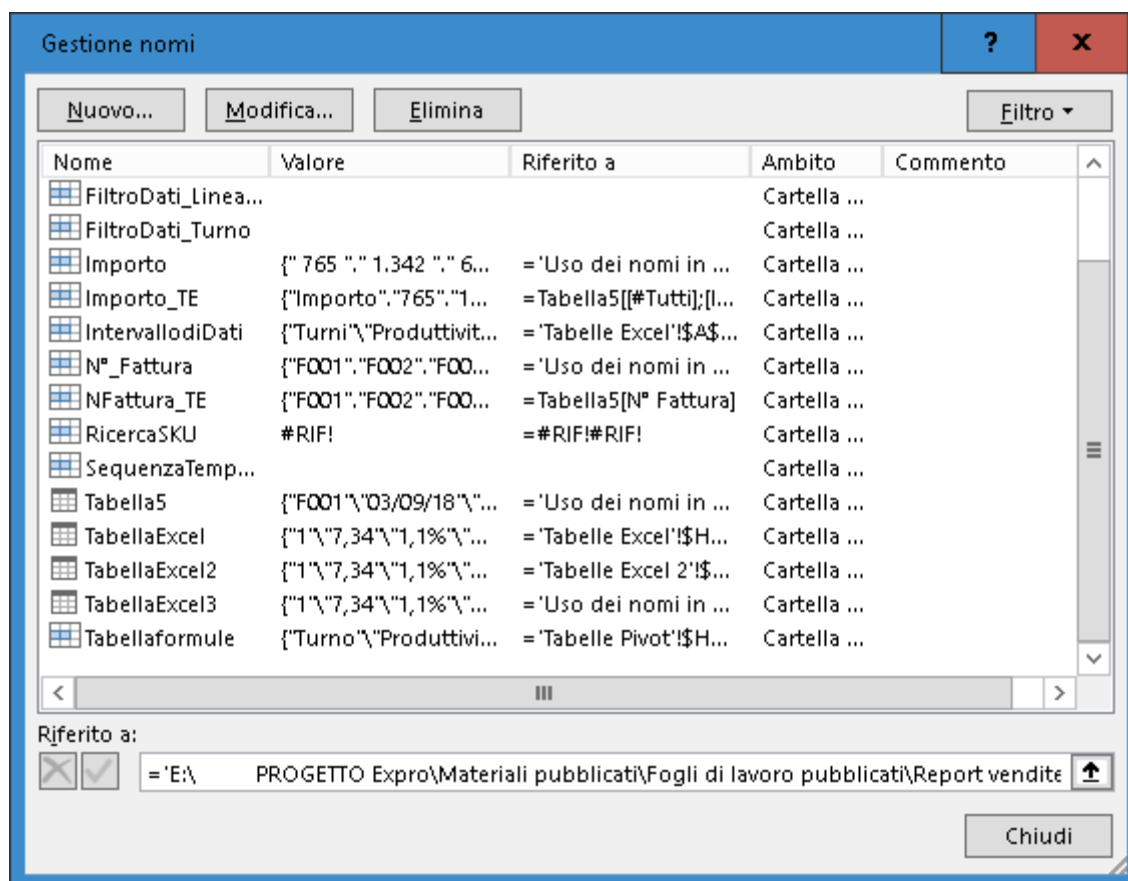 Gestione nomi ? x
Nuovo... Modifica... Elimina Filtro
Nome Valore Riferito a Ambito Commento
FiltroDati_Linea... Cartella ...
FiltroDati_Turno Cartella ...
Importo {" 765 "." 1.342 "." 6... ='Uso dei nomi in ... Cartella ...
Importo_TE {"Importo"."765"."1... =Tabella5[[#Tutti];[I... Cartella ...
IntervallodiDati {"Turni"\"Produttivit... ='Tabelle Excel'!$A$... Cartella ...
N°_Fattura {"F001"."F002"."F00... ='Uso dei nomi in ... Cartella ...
NFattura_TE {"F001"."F002"."F00... =Tabella5[N° Fattura] Cartella ...
RicercaSKU #RIF! =#RIF!#RIF! Cartella ...
SequenzaTemp... Cartella ...
Tabella5 {"F001"\"03/09/18"\"... ='Uso dei nomi in ... Cartella ...
TabellaExcel {"1"\"7,34"\"1,1%"\"... ='Tabelle Excel'!$H... Cartella ...
TabellaExcel2 {"1"\"7,34"\"1,1%"\"... ='Tabelle Excel 2'!$... Cartella ...
TabellaExcel3 {"1"\"7,34"\"1,1%"\"... ='Uso dei nomi in ... Cartella ...
Tabellaformule {"Turno"\"Produttivi... ='Tabelle Pivot'!$H... Cartella ...
Riferito a:
='E:\ PROGETTO Expro\Materiali pubblicati\Fogli di lavoro pubblicati\Report vendite
Chiudi